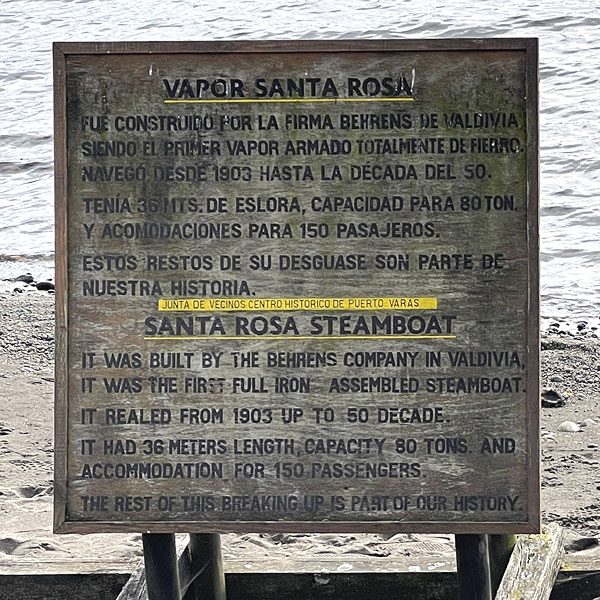 VAPOR SANTA ROSA
FUE CONSTRUIDO POR LA FIRMA BEHRENS DE VALDIVIA
SIENDO EL PRIMER VAPOR ARMADO TOTALMENTE DE FIERRO.
NAVEGO DESDE 1903 HASTA LA DÉCADA DEL 50.
TENÍA 36 MTS. DE ESLORA, CAPACIDAD PARA 80 TON.
Y ACOMODACIONES PARA 150 PASAJEROS.
ESTOS RESTOS DE SU DESGUASE SON PARTE DE
NUESTRA HISTORIA.
JUNTA DE VECINOS CENTRO HISTORICO DE PUERTO VARAS
SANTA ROSA STEAMBOAT
IT WAS BUILT BY THE BEHRENS COMPANY IN VALDIVIA,
IT WAS THE FIRST FULL IRON ASSEMBLED STEAMBOAT.
IT REALED FROM 1903 UP TO 50 DECADE.
IT HAD 36 METERS LENGTH, CAPACITY 80 TONS. AND
ACCOMMODATION FOR 150 PASSENGERS.
THE REST OF THIS BREAKING UP IS PART OF OUR HISTORY.